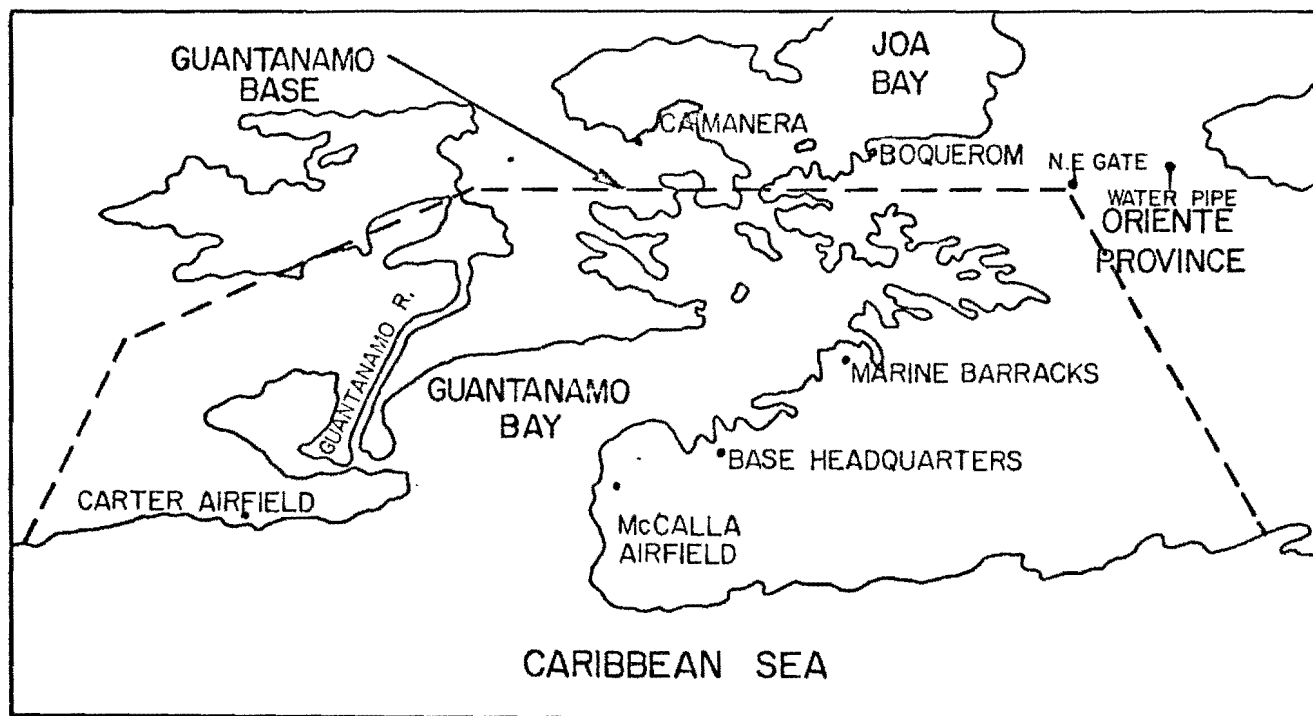 GUANTANAMO
BASE
JOA
BAY
CAIMANERA
BOQUEROM
N.E GATE
WATER PIPE
ORIENTE
PROVINCE
GUANTANAMO R.
GUANTANAMO
BAY
MARINE BARRACKS
BASE HEADQUARTERS
CARTER AIRFIELD
McCALLA
AIRFIELD
CARIBBEAN SEA